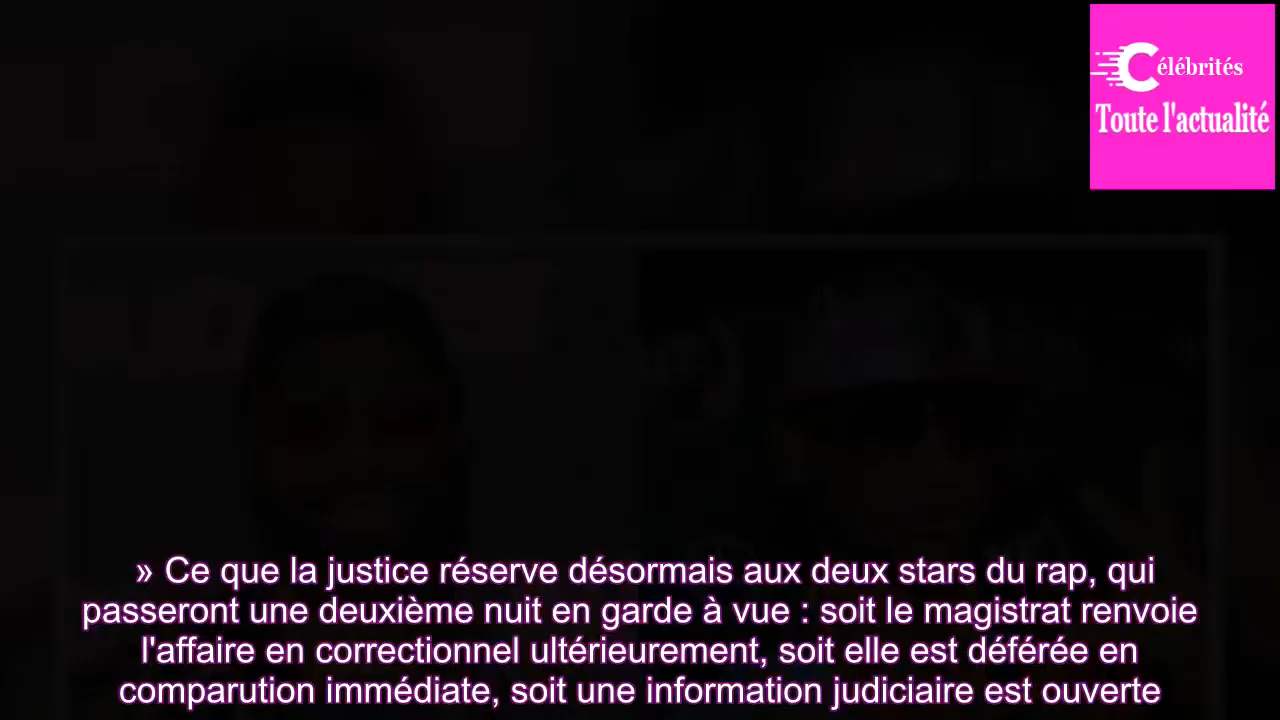 Célébrités
Toute l'actualité
» Ce que la justice réserve désormais aux deux stars du rap, qui
passeront une deuxième nuit en garde à vue : soit le magistrat renvoie
l'affaire en correctionnel ultérieurement, soit elle est déférée en
comparution immédiate, soit une information judiciaire est ouverte